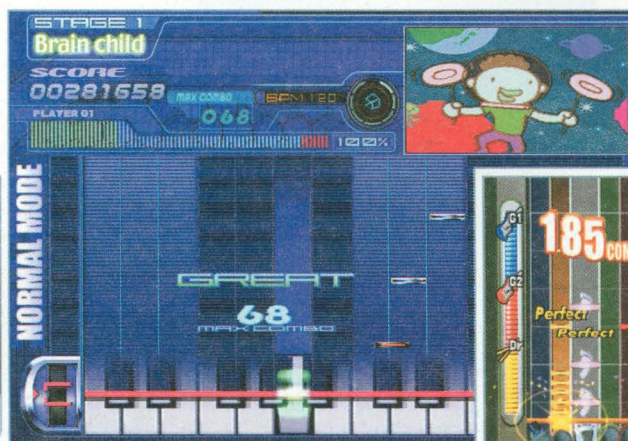 STAGE 1
Brain child
SCORE
00281658
MAX COMBO
068
BPM 120
PLAYER 01
100%
NORMAL MODE
GREAT
68
MAX COMBO
G1
185 COM
G2
Perfect
Perfect
Dr